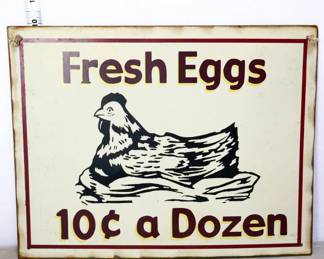 Fresh Eggs
10¢ a Dozen